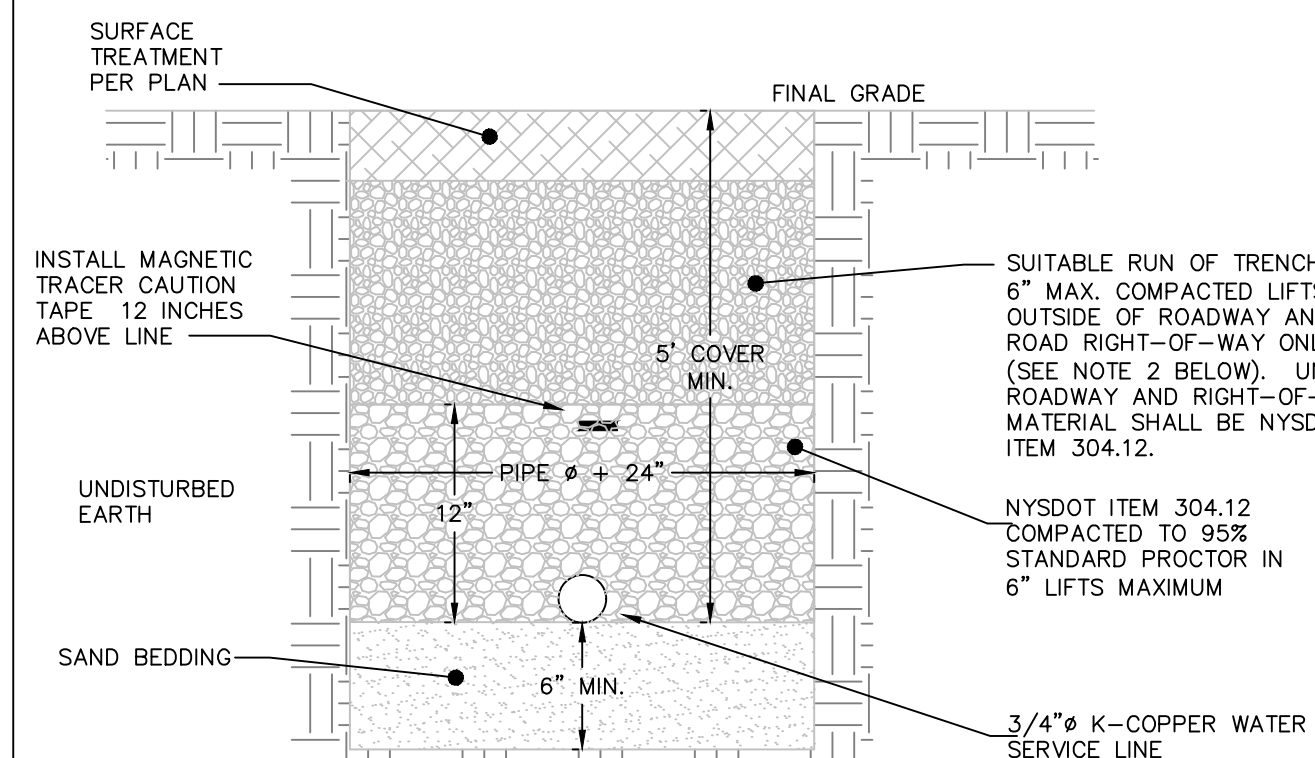 SURFACE
TREATMENT
PER PLAN
FINAL GRADE
INSTALL MAGNETIC
TRACER CAUTION
TAPE 12 INCHES
ABOVE LINE
5' COVER
MIN.
SUITABLE RUN OF TRENCH
6" MAX. COMPACTED LIFTS
OUTSIDE OF ROADWAY AN
ROAD RIGHT-OF-WAY ONL
(SEE NOTE 2 BELOW). UN
ROADWAY AND RIGHT-OF-
MATERIAL SHALL BE NYSD
ITEM 304.12.
PIPE ø + 24"
UNDISTURBED
EARTH
12"
NYSDOT ITEM 304.12
COMPACTED TO 95%
STANDARD PROCTOR IN
6" LIFTS MAXIMUM
SAND BEDDING
6" MIN.
3/4"ø K-COPPER WATER
SERVICE LINE